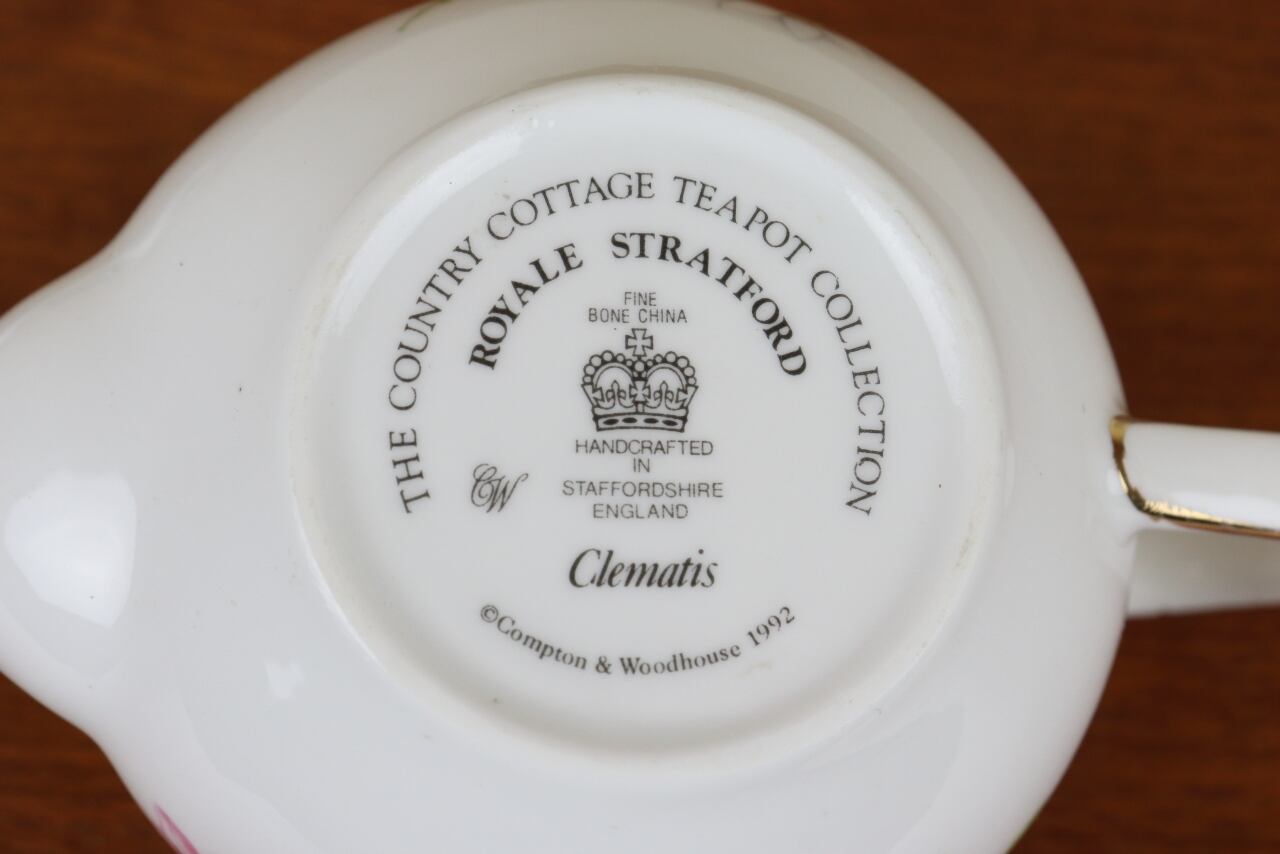 THE COUNTRY COTTAGE TEAPOT COLLECTION
ROYALE STRATFORD
FINE
BONE CHINA
HANDCRAFTED
IN
STAFFORDSHIRE
ENGLAND
CW
Clematis
©Compton & Woodhouse 1992